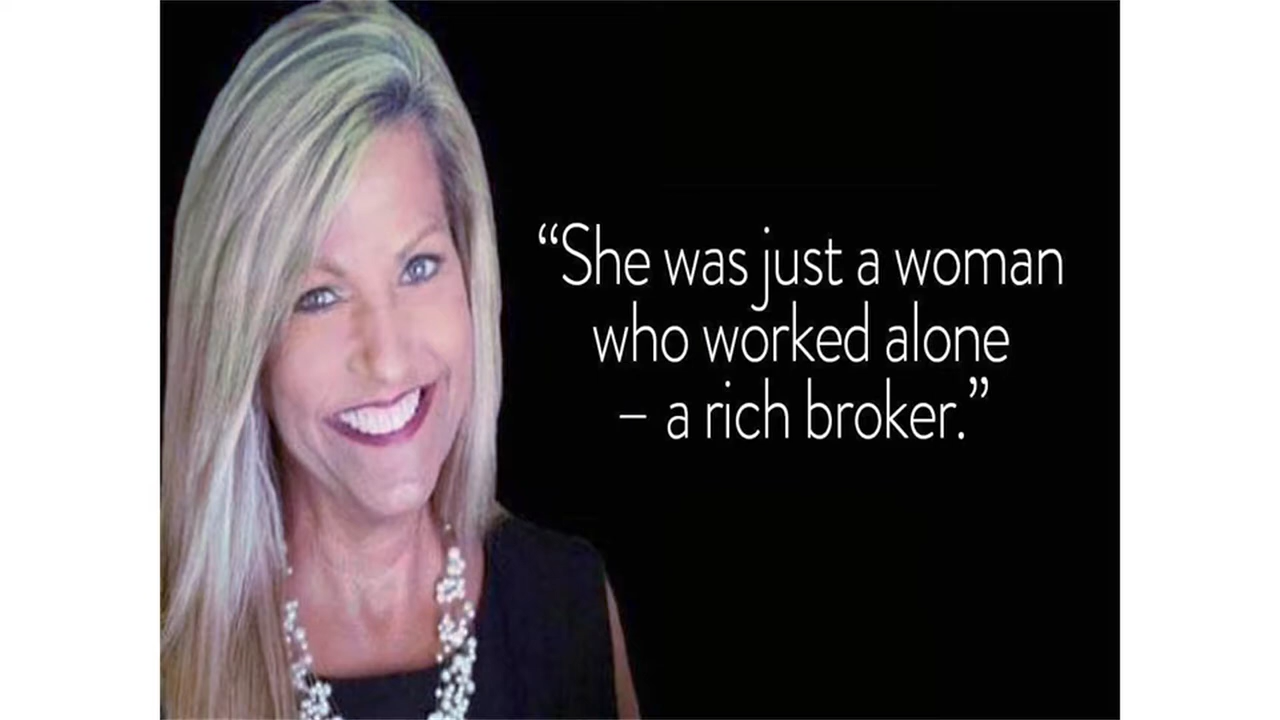 “She was just a woman
who worked alone
– a rich broker.”